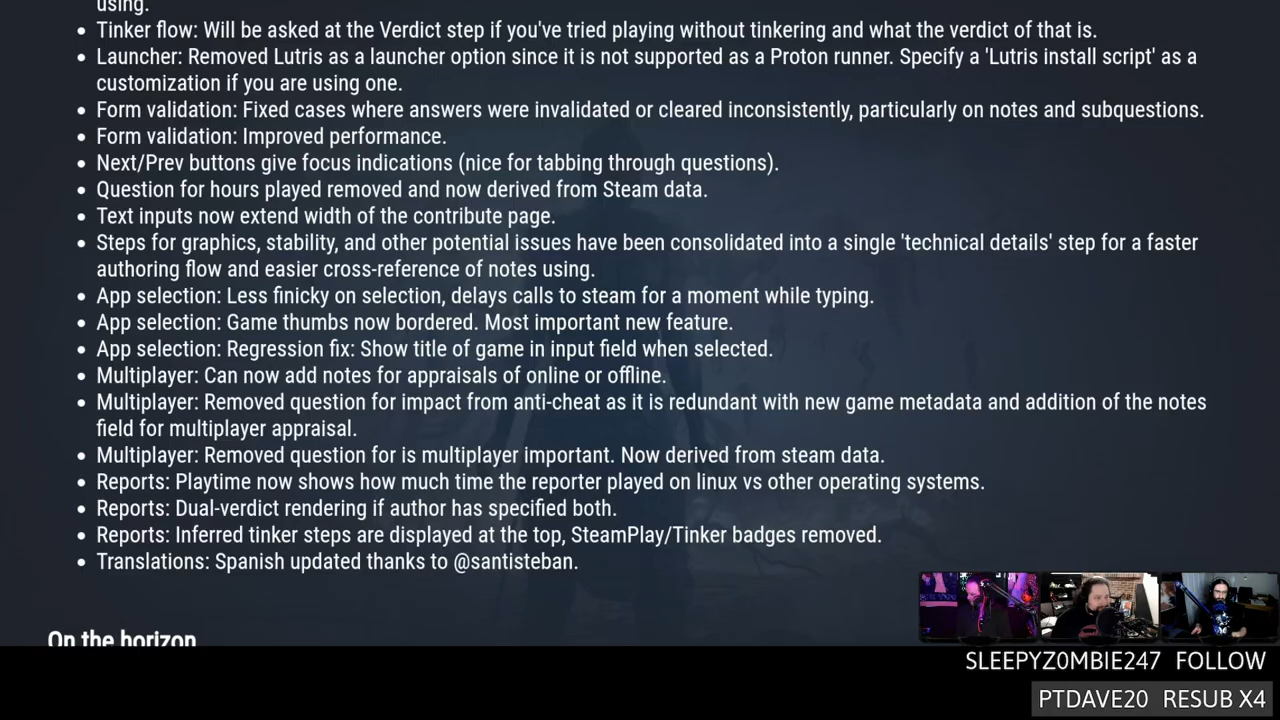 using.
• Tinker flow: Will be asked at the Verdict step if you've tried playing without tinkering and what the verdict of that is.
• Launcher: Removed Lutris as a launcher option since it is not supported as a Proton runner. Specify a 'Lutris install script' as a
customization if you are using one.
• Form validation: Fixed cases where answers were invalidated or cleared inconsistently, particularly on notes and subquestions.
• Form validation: Improved performance.
• Next/Prev buttons give focus indications (nice for tabbing through questions).
• Question for hours played removed and now derived from Steam data.
• Text inputs now extend width of the contribute page.
• Steps for graphics, stability, and other potential issues have been consolidated into a single 'technical details' step for a faster
authoring flow and easier cross-reference of notes using.
• App selection: Less finicky on selection, delays calls to steam for a moment while typing.
• App selection: Game thumbs now bordered. Most important new feature.
• App selection: Regression fix: Show title of game in input field when selected.
• Multiplayer: Can now add notes for appraisals of online or offline.
• Multiplayer: Removed question for impact from anti-cheat as it is redundant with new game metadata and addition of the notes
field for multiplayer appraisal.
• Multiplayer: Removed question for is multiplayer important. Now derived from steam data.
• Reports: Playtime now shows how much time the reporter played on linux vs other operating systems.
• Reports: Dual-verdict rendering if author has specified both.
• Reports: Inferred tinker steps are displayed at the top, SteamPlay/Tinker badges removed.
• Translations: Spanish updated thanks to @santisteban.
On the horizon
SLEEPYZ0MBIE247 FOLLOW
PTDAVE20 RESUB X4